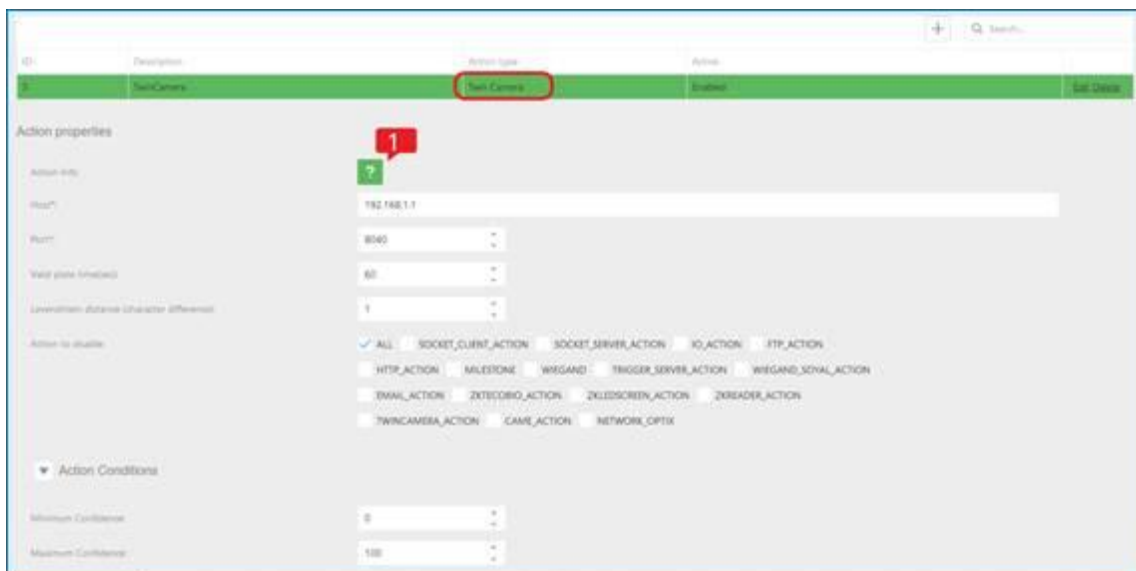 Search...
ID Description Action type Active
TwinCamera Twin Camera Enabled Edit Delete
Action properties
1
Action Info ?
Host*: 192.168.1.1
Port*: 8040
Valid plate time(sec) 60
Levenshtein distance (character difference) 1
Action to disable ALL SOCKET_CLIENT_ACTION SOCKET_SERVER_ACTION IO_ACTION FTP_ACTION
HTTP_ACTION MILESTONE WIEGAND TRIGGER_SERVER_ACTION WIEGAND_SOYAL_ACTION
EMAIL_ACTION ZKTECOBIO_ACTION ZKLEDSCREEN_ACTION ZKREADER_ACTION
TWINCAMERA_ACTION CAME_ACTION NETWORK_OPTIX
Action Conditions
Minimum Confidence 0
Maximum Confidence 100